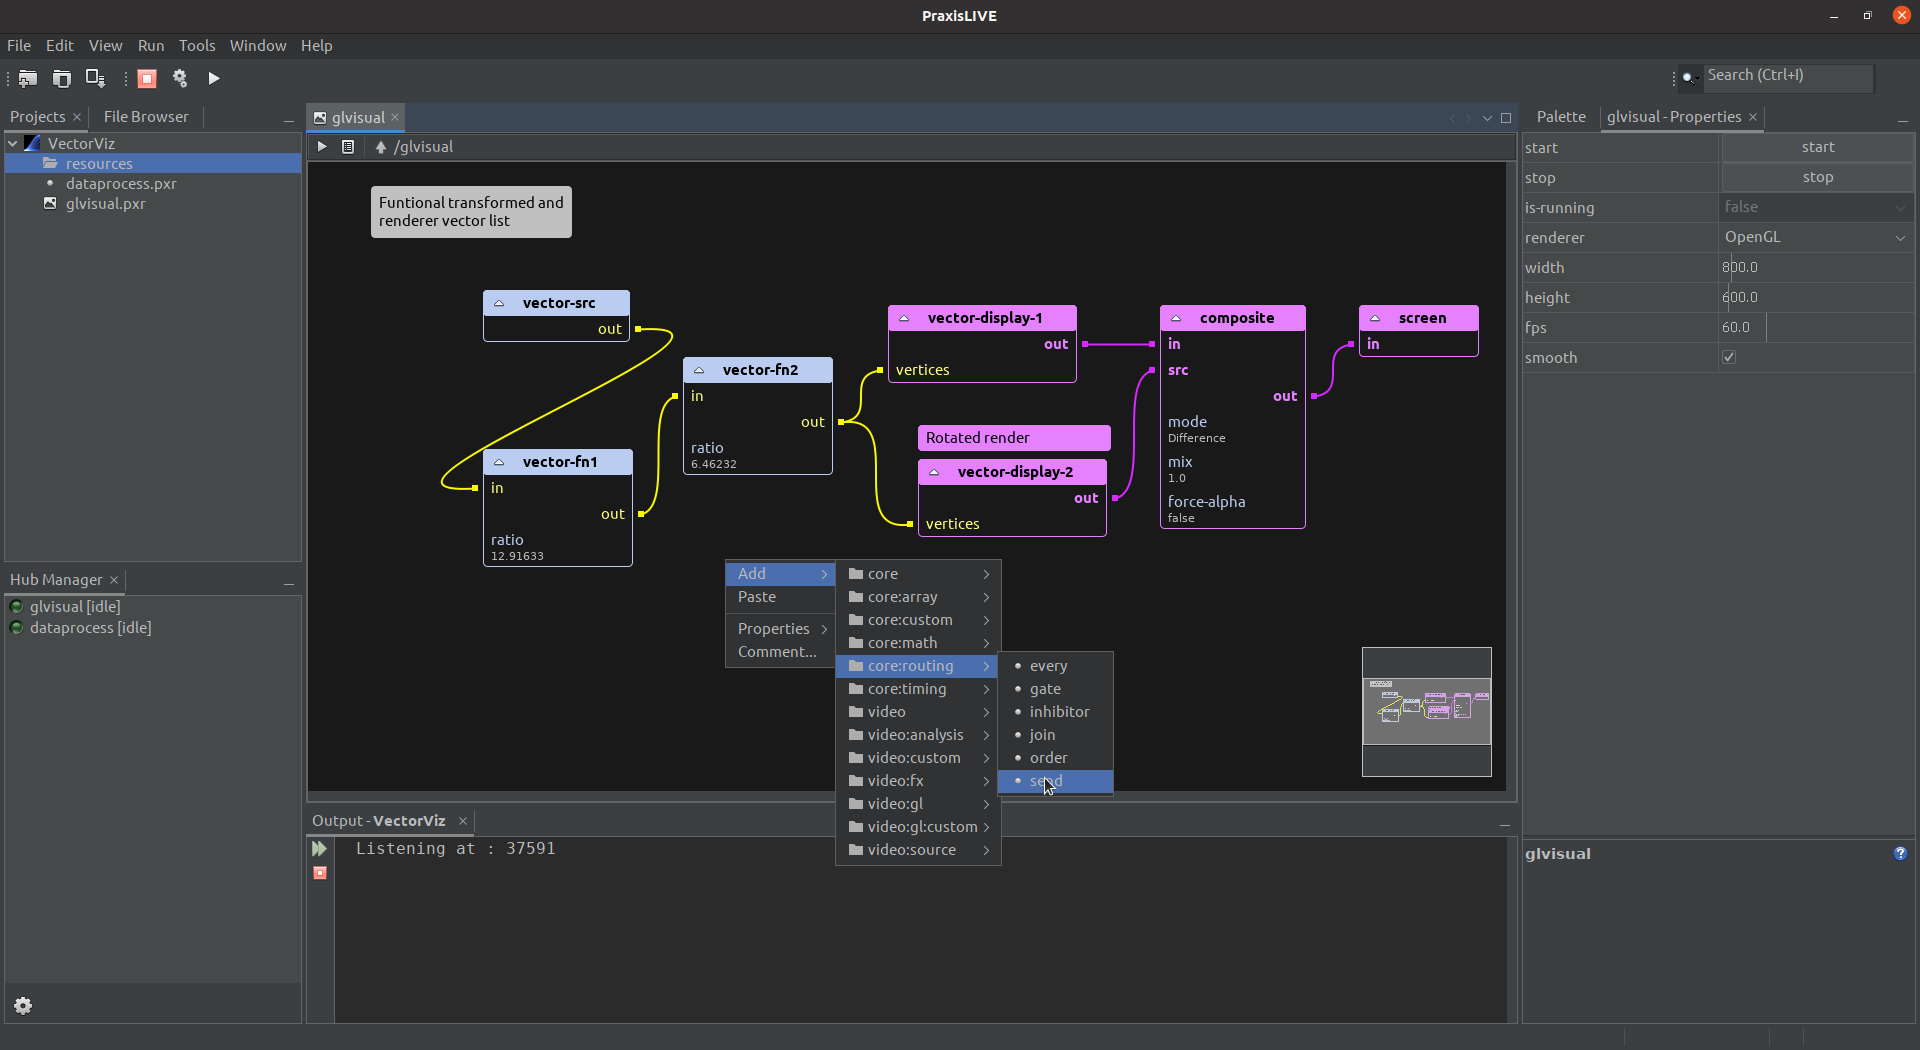 PraxisLIVE
File Edit View Run Tools Window Help
Search (Ctrl+I)
Projects
File Browser
VectorViz
resources
dataprocess.pxr
glvisual.pxr
Hub Manager
glvisual [idle]
dataprocess [idle]
glvisual
/glvisual
Funtional transformed and
renderer vector list
vector-src
out
vector-fn1
in
out
ratio
12.91633
vector-fn2
in
out
ratio
6.46232
vector-display-1
out
vertices
Rotated render
vector-display-2
out
vertices
composite
in
src
out
mode
Difference
mix
1.0
force-alpha
false
screen
in
Add
Paste
Properties
Comment...
core
core:array
core:custom
core:math
core:routing
core:timing
video
video:analysis
video:custom
video:fx
video:gl
video:gl:custom
video:source
every
gate
inhibitor
join
order
send
Output - VectorViz
Listening at : 37591
Palette
glvisual - Properties
start start
stop stop
is-running false
renderer OpenGL
width 800.0
height 600.0
fps 60.0
smooth
glvisual